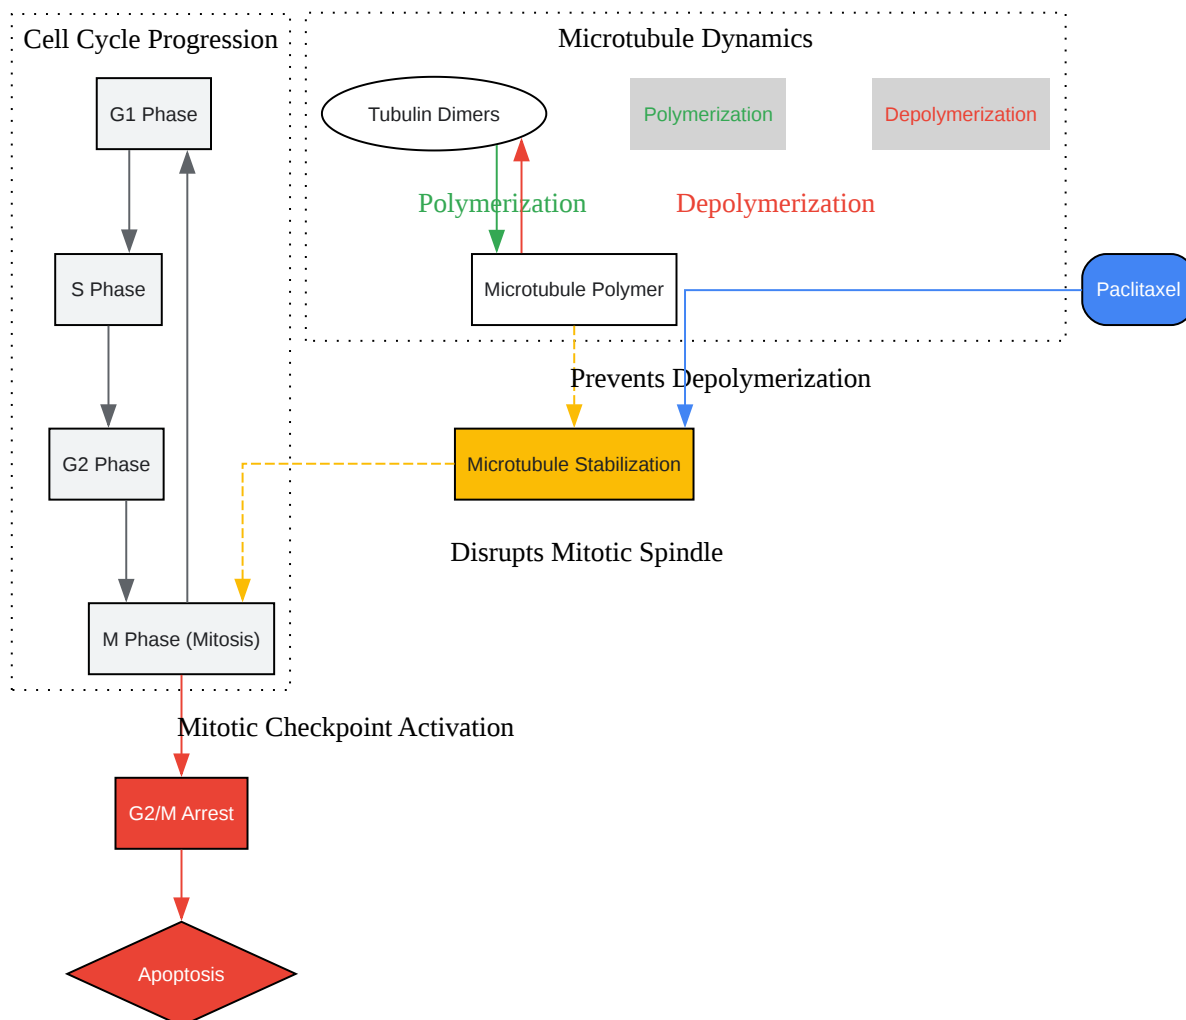 Cell Cycle Progression
Microtubule Dynamics
G1 Phase
Tubulin Dimers
Polymerization
Depolymerization
Polymerization
Depolymerization
S Phase
Microtubule Polymer
Paclitaxel
Prevents Depolymerization
G2 Phase
Microtubule Stabilization
Disrupts Mitotic Spindle
M Phase (Mitosis)
Mitotic Checkpoint Activation
G2/M Arrest
Apoptosis